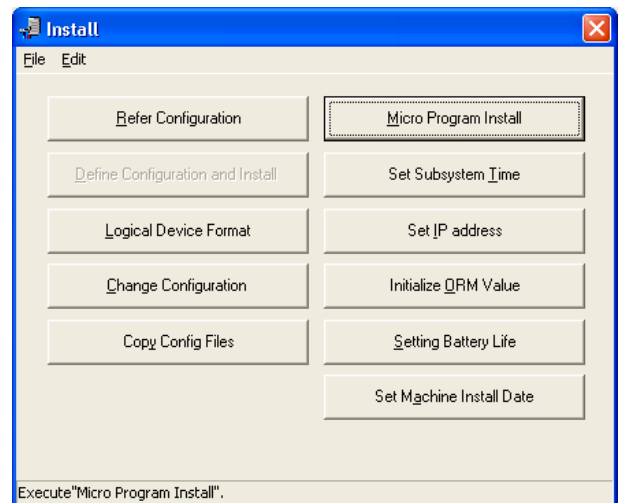 Install
File Edit
Refer Configuration
Micro Program Install
Define Configuration and Install
Set Subsystem Time
Logical Device Format
Set IP address
Change Configuration
Initialize ORM Value
Copy Config Files
Setting Battery Life
Set Machine Install Date
Execute"Micro Program Install".